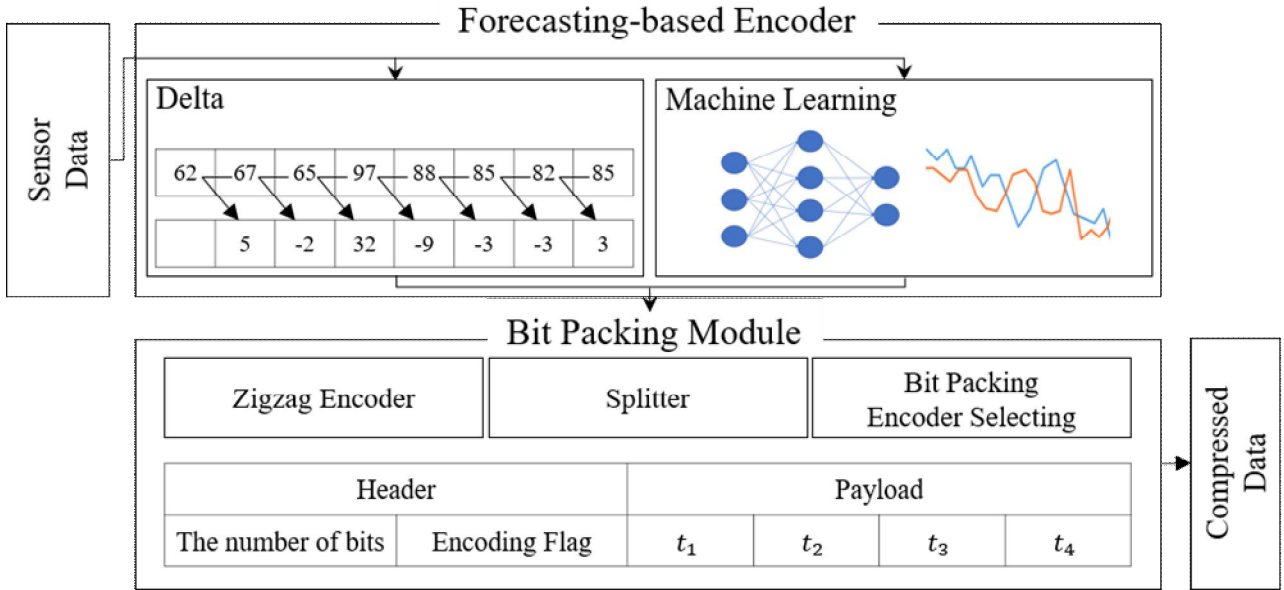 Forecasting-based Encoder
Sensor
Data
Delta
62 67 65 97 88 85 82 85
5 -2 32 -9 -3 -3 3
Machine Learning
Bit Packing Module
Zigzag Encoder
Splitter
Bit Packing
Encoder Selecting
Header
Payload
The number of bits
Encoding Flag
t₁
t₂
t₃
t₄
Compressed
Data